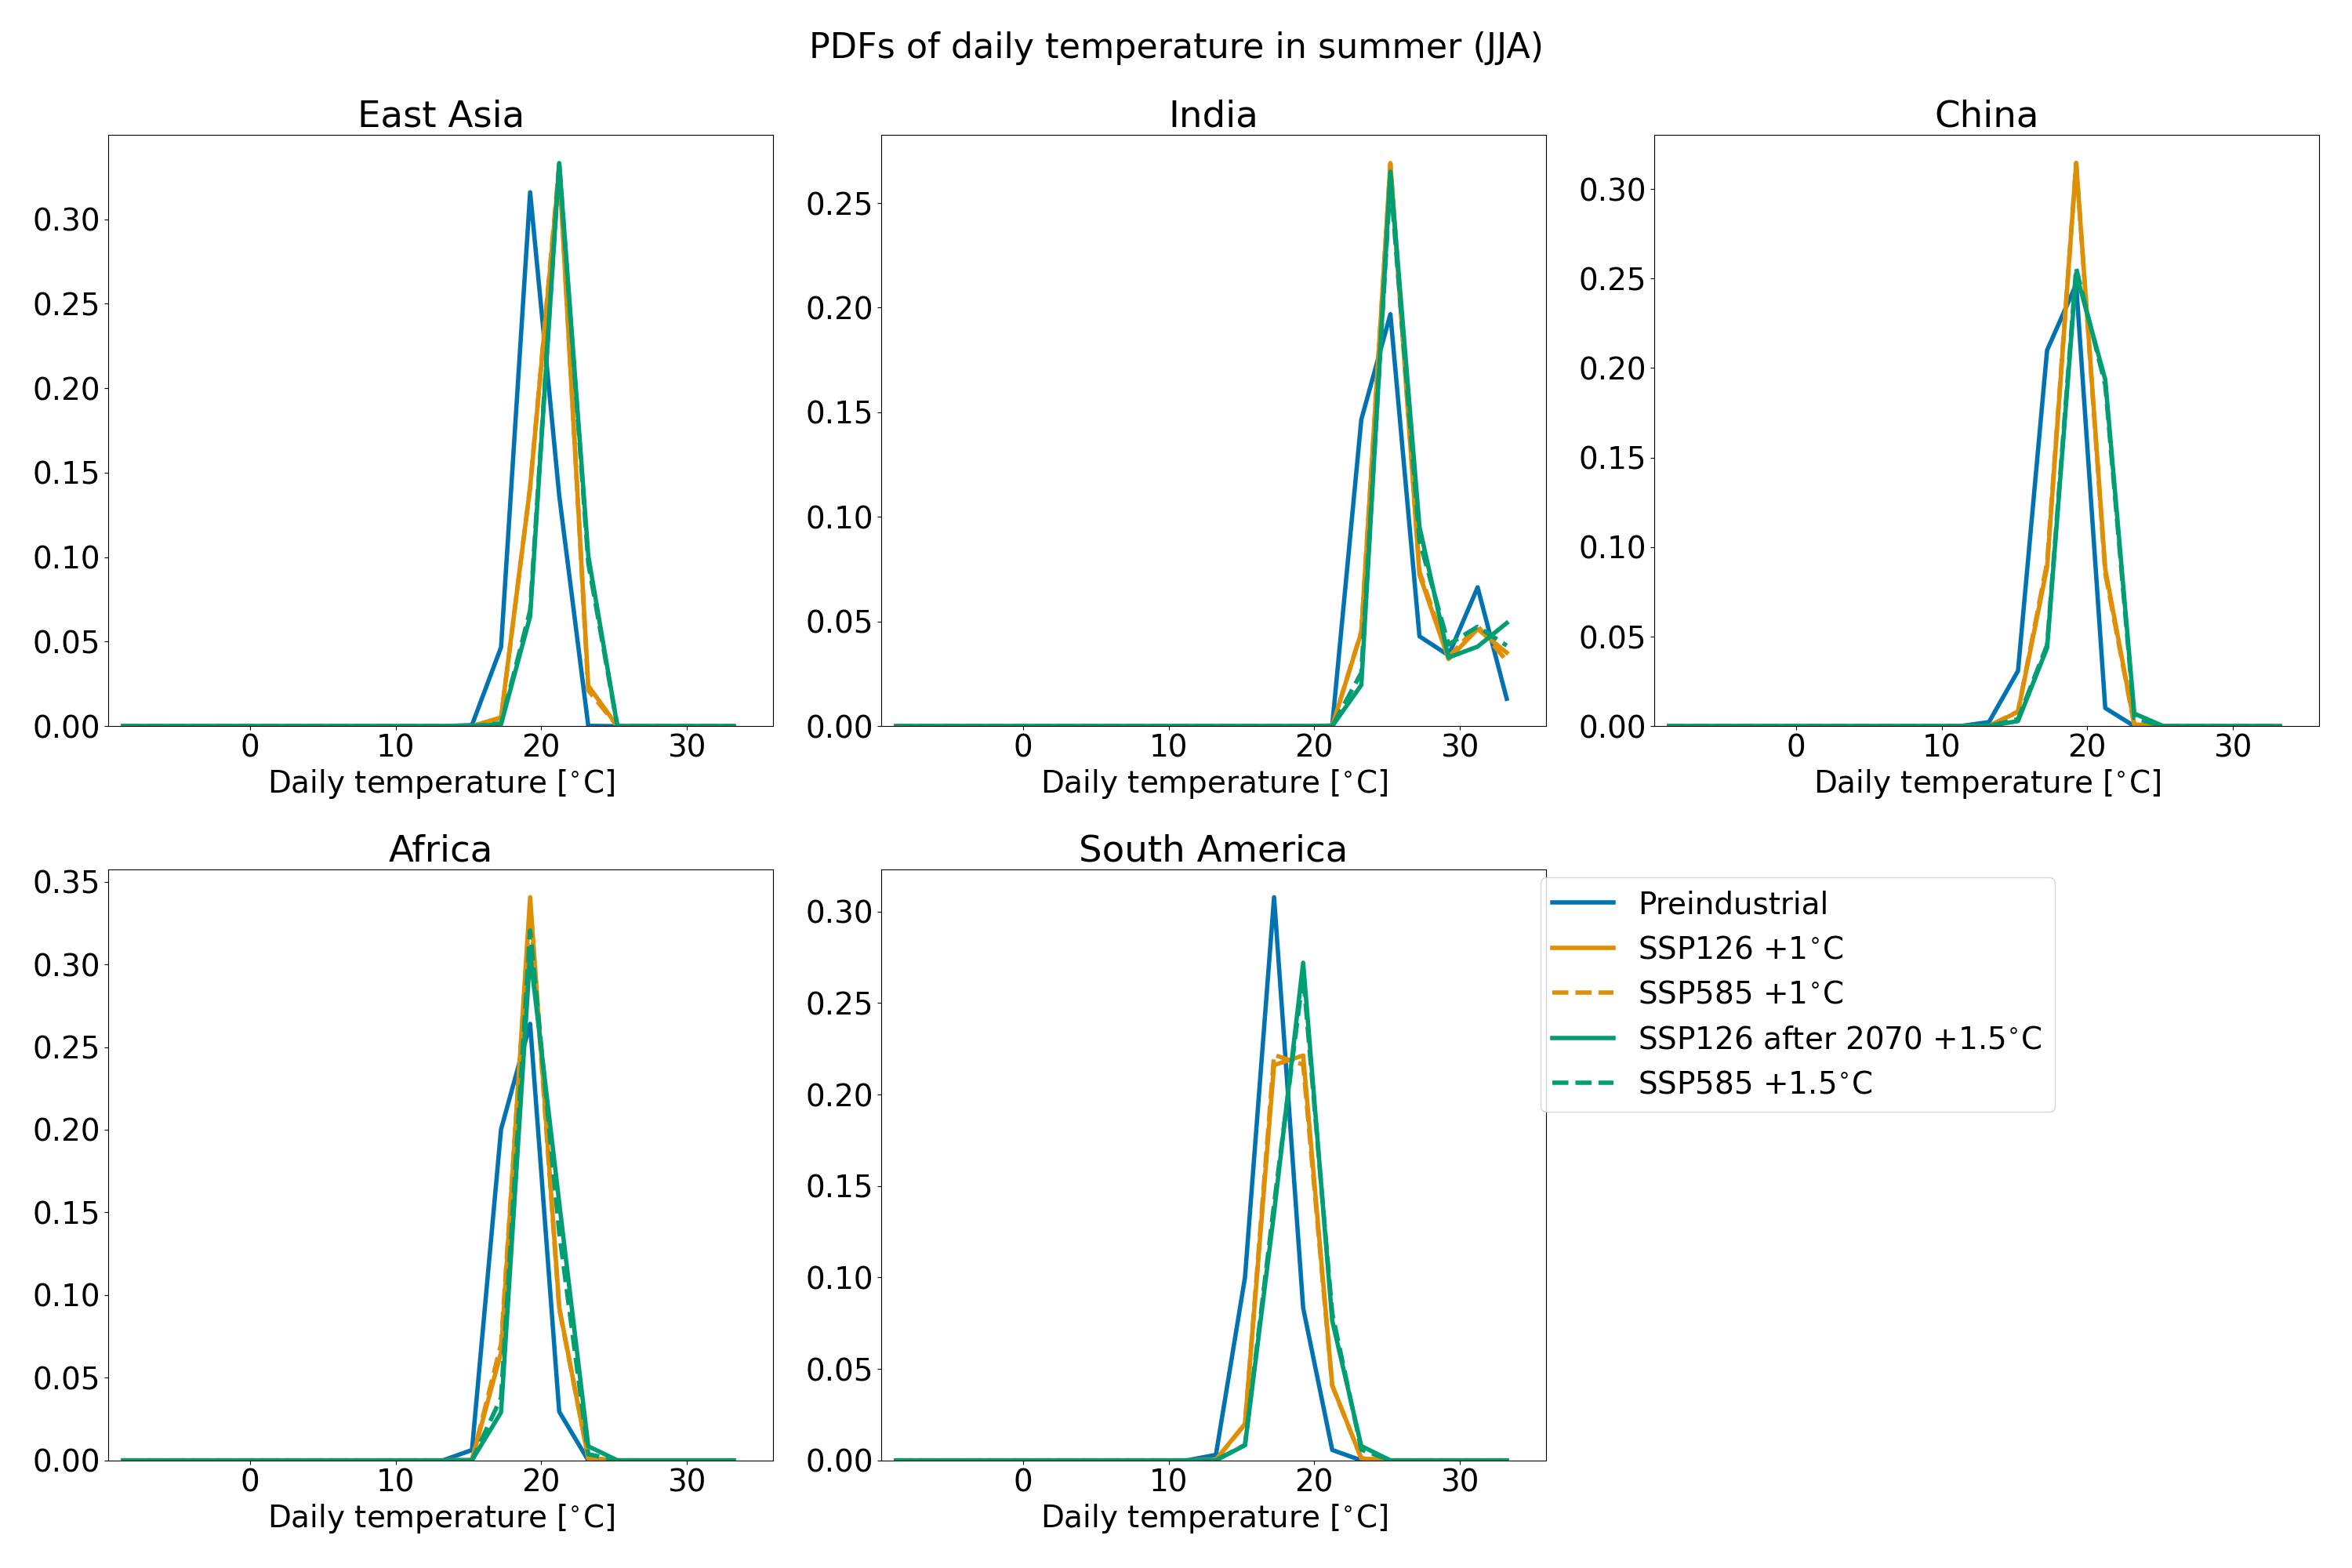 PDFs of daily temperature in summer (JJA)
East Asia
0.30
0.25
0.20
0.15
0.10
0.05
0.00
0 10 20 30
Daily temperature [°C]
India
0.25
0.20
0.15
0.10
0.05
0.00
0 10 20 30
Daily temperature [°C]
China
0.30
0.25
0.20
0.15
0.10
0.05
0.00
0 10 20 30
Daily temperature [°C]
Africa
0.35
0.30
0.25
0.20
0.15
0.10
0.05
0.00
0 10 20 30
Daily temperature [°C]
South America
0.30
0.25
0.20
0.15
0.10
0.05
0.00
0 10 20 30
Daily temperature [°C]
Preindustrial
SSP126 +1°C
SSP585 +1°C
SSP126 after 2070 +1.5°C
SSP585 +1.5°C